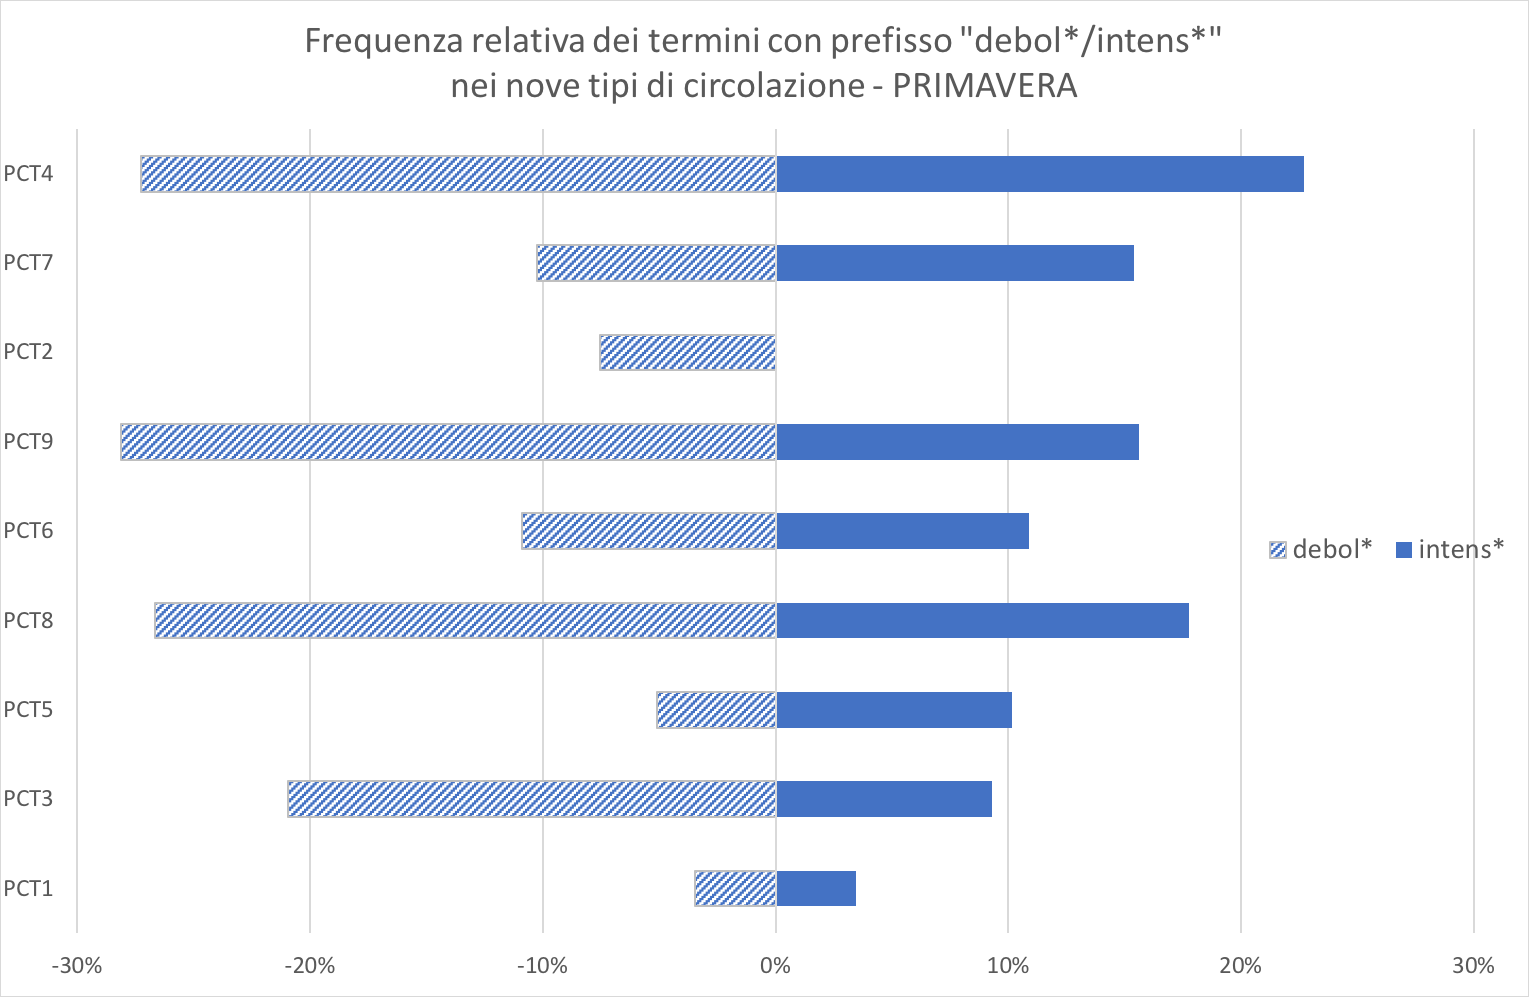 Frequenza relativa dei termini con prefisso "debol*/intens*"
nei nove tipi di circolazione - PRIMAVERA
PCT4
PCT7
PCT2
PCT9
PCT6
PCT8
PCT5
PCT3
PCT1
debol* intens*
-30% -20% -10% 0% 10% 20% 30%